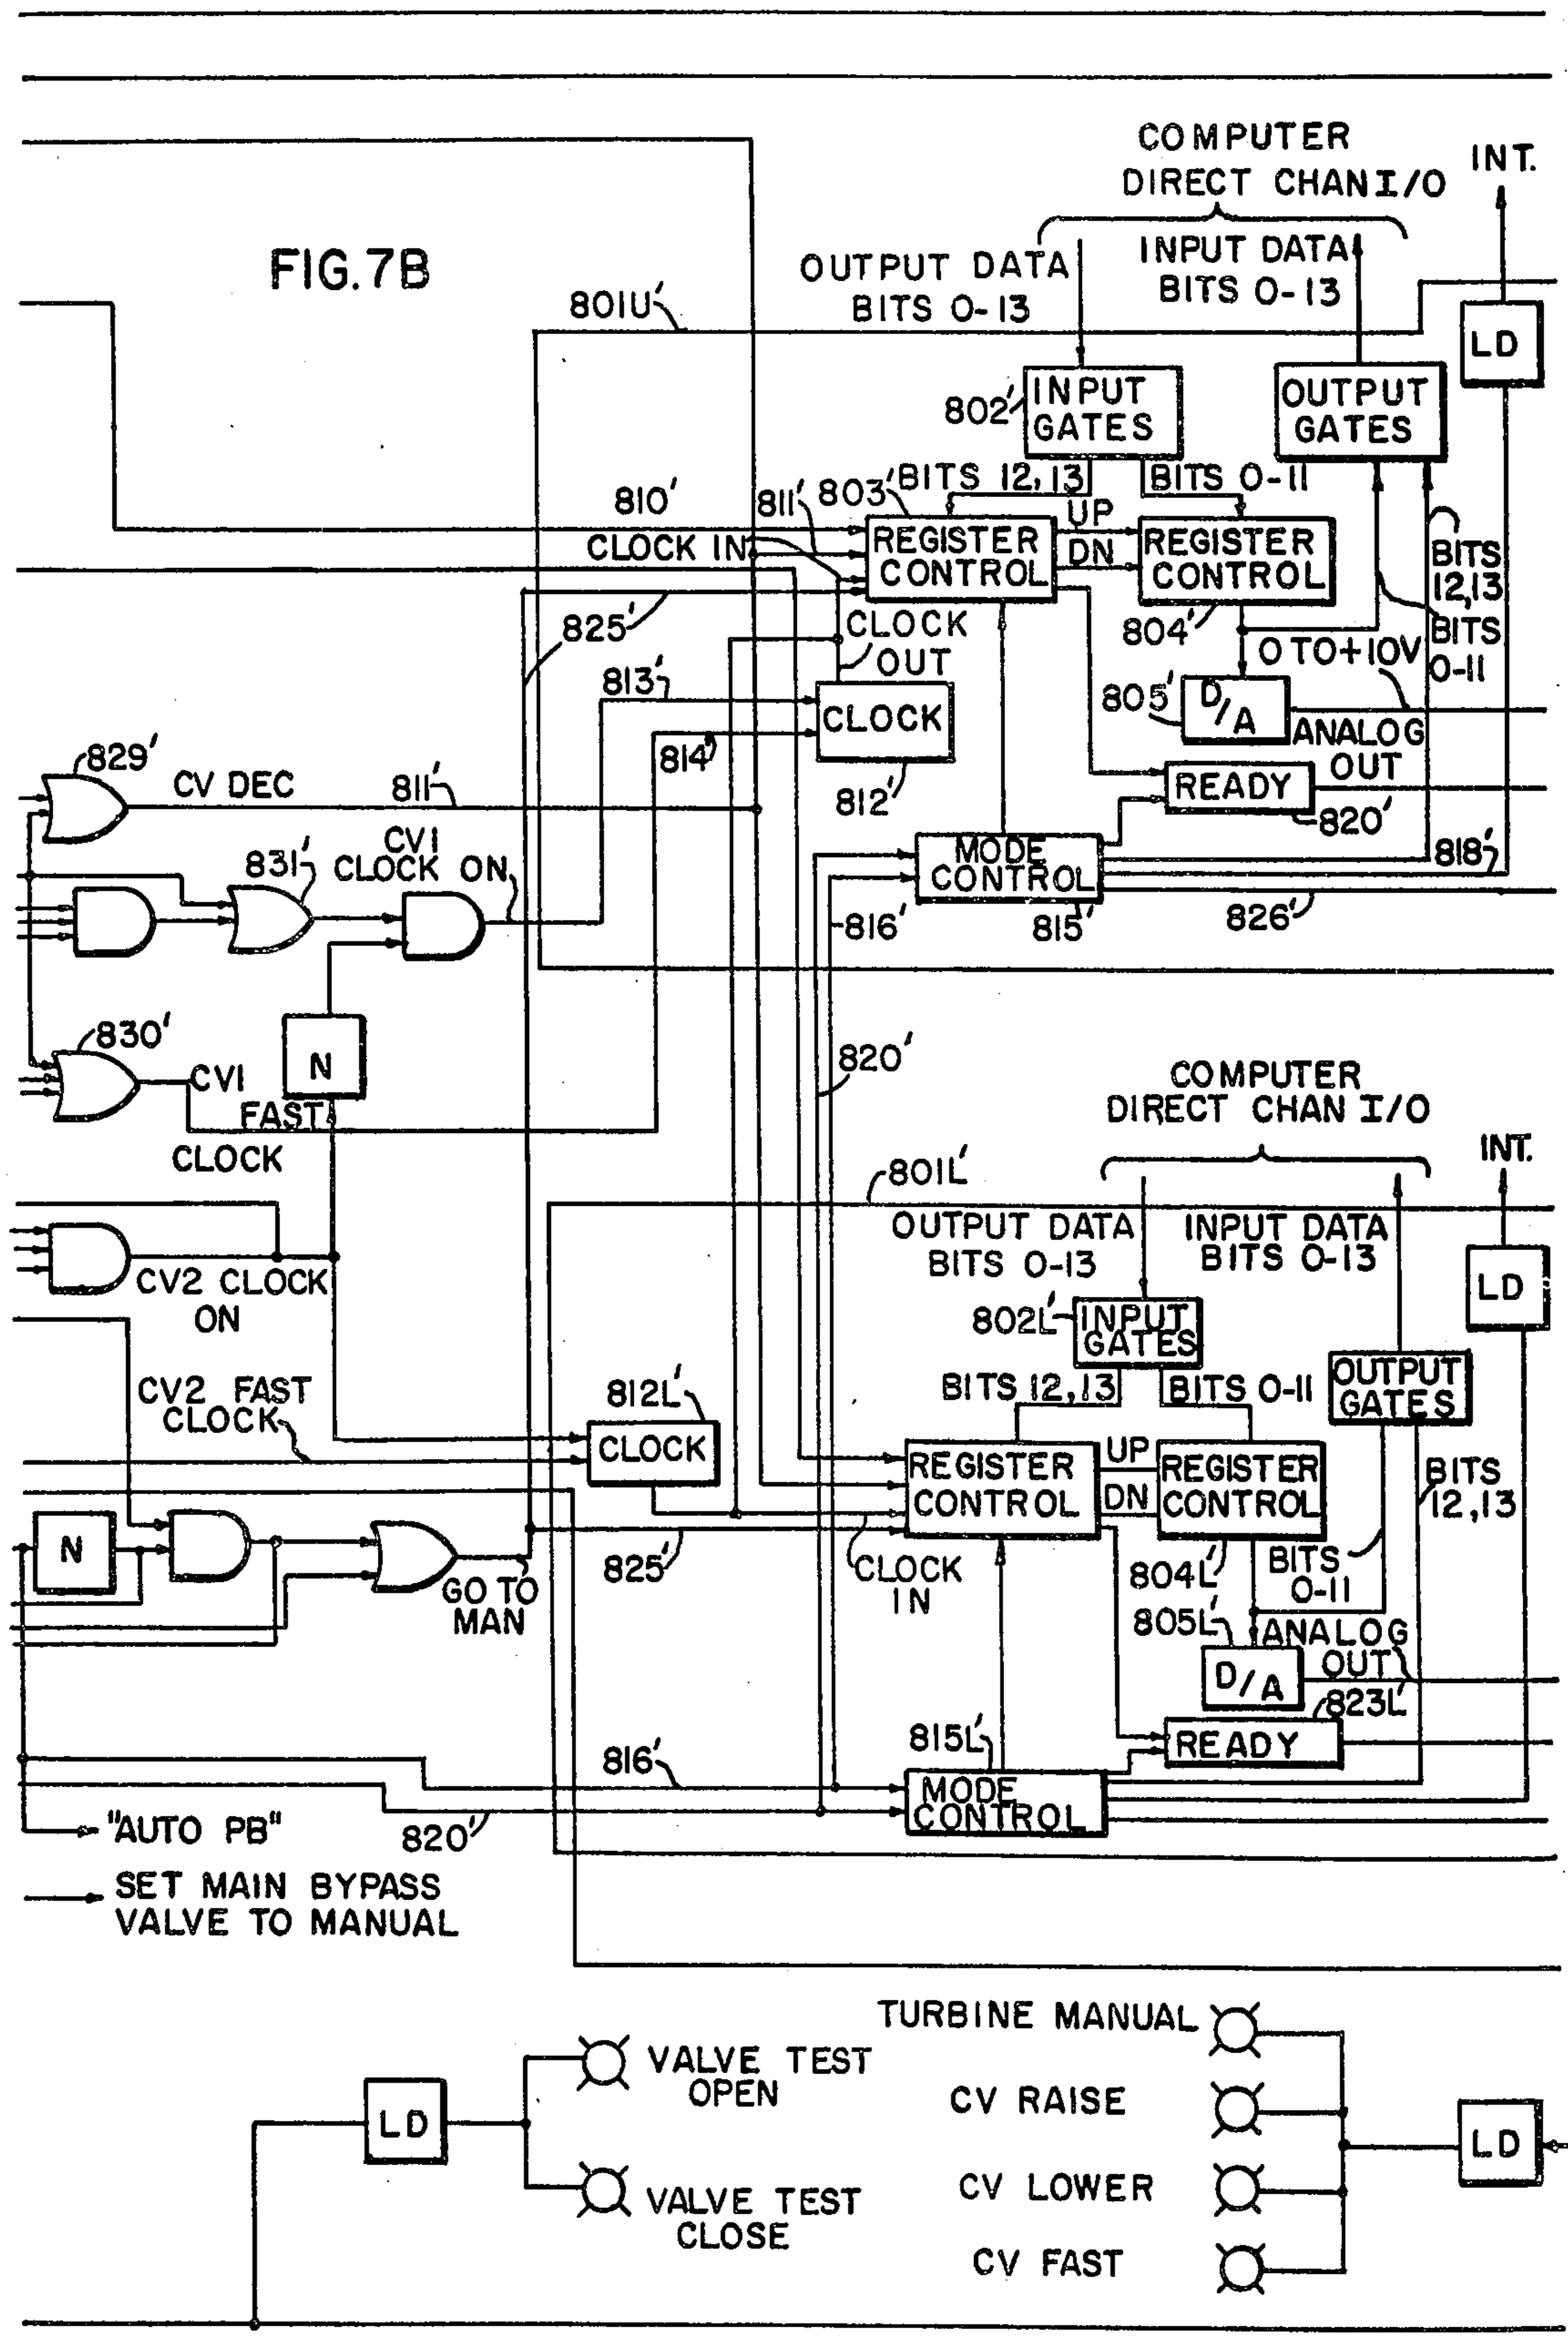 COMPUTER
DIRECT CHAN I/O
INT.
FIG.7B
OUTPUT DATA
BITS 0-13
INPUT DATA
BITS 0-13
801U'
LD
802'
INPUT
GATES
OUTPUT
GATES
BITS 12,13
BITS 0-11
810'
811'
803'
CLOCK IN
REGISTER
CONTROL
UP
DN
REGISTER
CONTROL
BITS
12,13
825'
CLOCK
OUT
804'
0 TO+10V
BITS
0-11
813'
814'
CLOCK
812'
805'
D/A
ANALOG
OUT
READY
820'
829'
CV DEC
811'
831'
CV1
CLOCK ON
MODE
CONTROL
815'
816'
818'
826'
830'
N
CV1
FAST
CLOCK
820'
COMPUTER
DIRECT CHAN I/O
INT.
801L'
OUTPUT DATA
BITS 0-13
INPUT DATA
BITS 0-13
LD
CV2 CLOCK
ON
802L'
INPUT
GATES
OUTPUT
GATES
CV2 FAST
CLOCK
812L'
CLOCK
BITS 12,13
BITS 0-11
REGISTER
CONTROL
UP
DN
REGISTER
CONTROL
BITS
12,13
N
GO TO
MAN
825'
CLOCK
IN
804L'
BITS
0-11
805L'
D/A
ANALOG
OUT
823L'
READY
816'
815L'
MODE
CONTROL
820'
"AUTO PB"
SET MAIN BYPASS
VALVE TO MANUAL
LD
VALVE TEST
OPEN
VALVE TEST
CLOSE
TURBINE MANUAL
CV RAISE
CV LOWER
CV FAST
LD